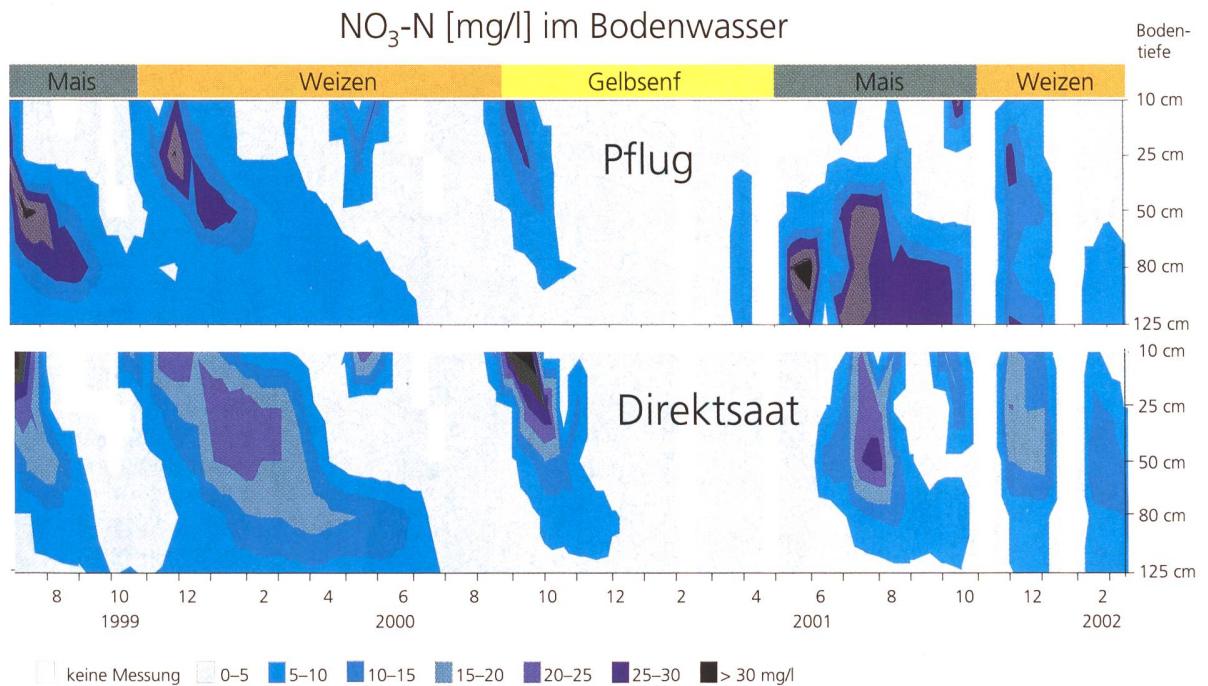 NO₃-N [mg/l] im Bodenwasser
Boden-
tiefe
Mais Weizen Gelbsenf Mais Weizen
10 cm
Pflug
25 cm
50 cm
80 cm
125 cm
10 cm
Direktsaat
25 cm
50 cm
80 cm
125 cm
8 10 12 2 4 6 8 10 12 2 4 6 8 10 12 2
1999 2000 2001 2002
keine Messung 0–5 5–10 10–15 15–20 20–25 25–30 > 30 mg/l